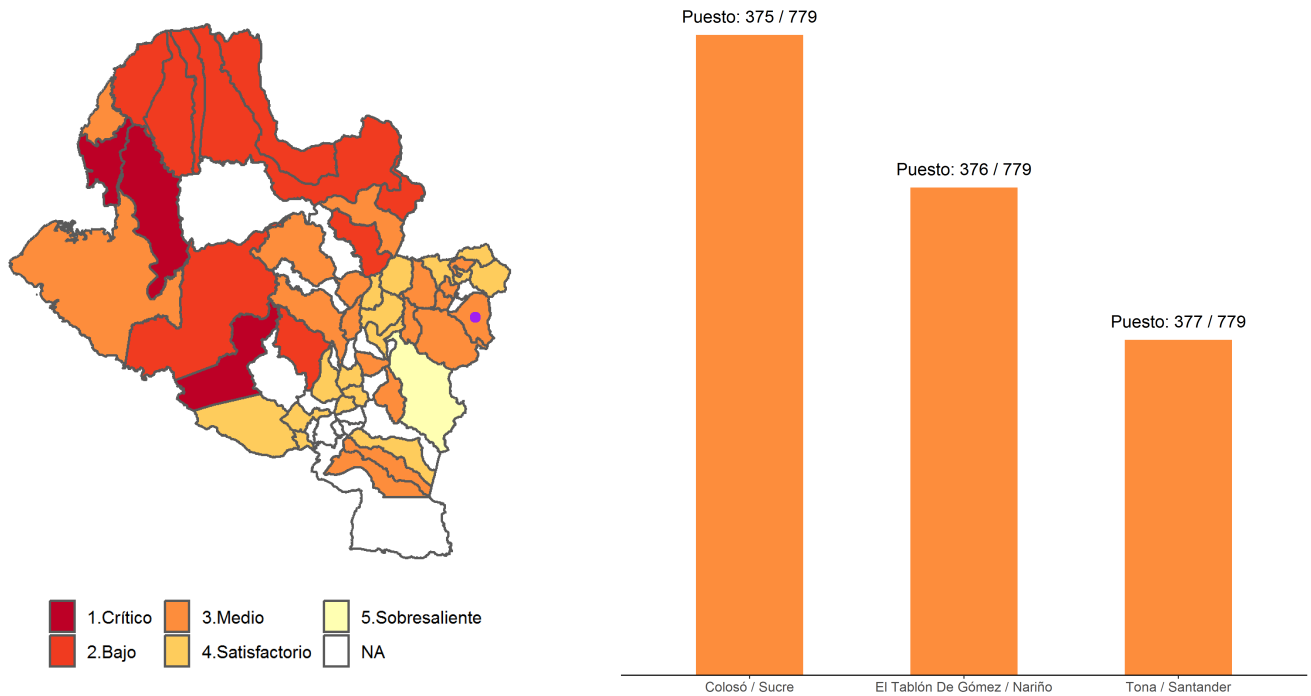 Puesto: 375 / 779
Puesto: 376 / 779
Puesto: 377 / 779
Colosó / Sucre
El Tablón De Gómez / Nariño
Tona / Santander
1.Crítico
3.Medio
5.Sobresaliente
2.Bajo
4.Satisfactorio
NA